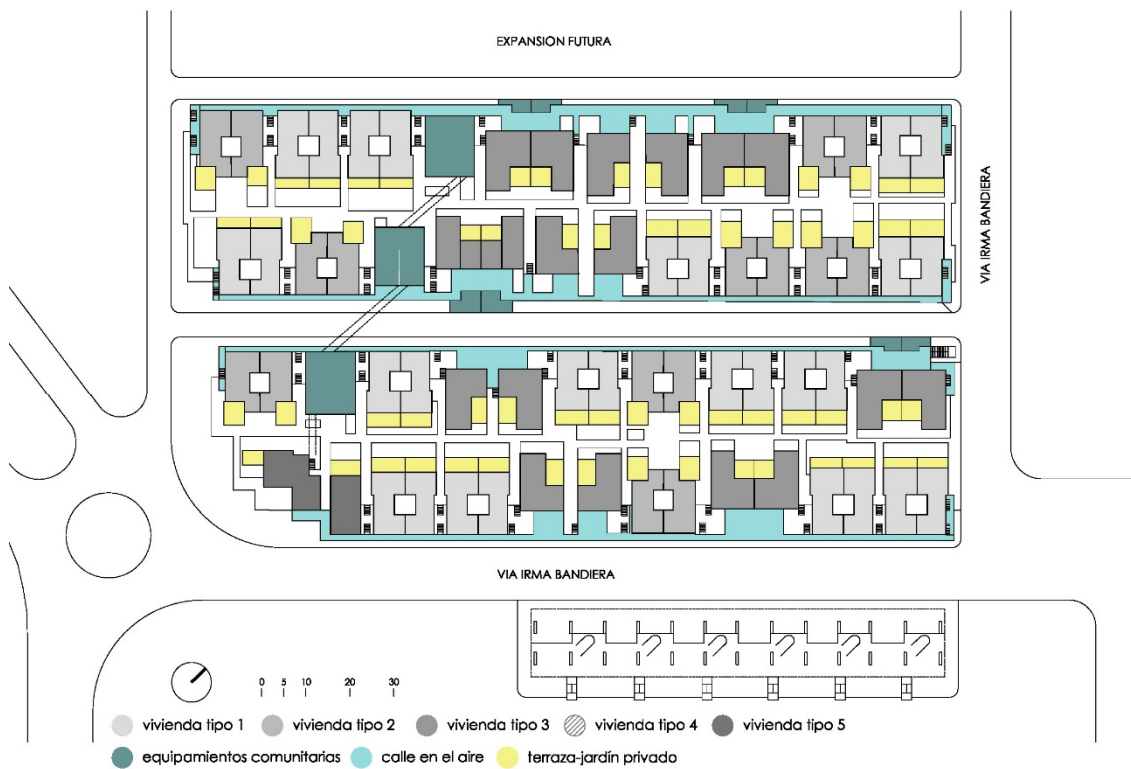 EXPANSION FUTURA
VIA IRMA BANDIERA
VIA IRMA BANDIERA
0 5 10 20 30
vivienda tipo 1 vivienda tipo 2 vivienda tipo 3 vivienda tipo 4 vivienda tipo 5
equipamientos comunitarias calle en el aire terraza-jardín privado